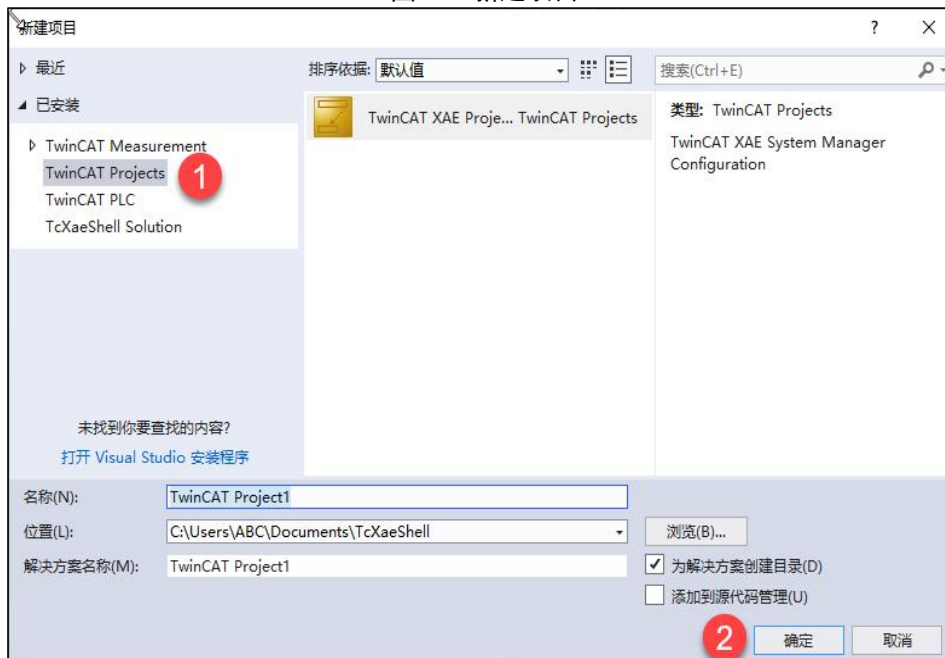 新建项目
? ×
▷ 最近
排序依据: 默认值
搜索(Ctrl+E)
◢ 已安装
▷ TwinCAT Measurement
TwinCAT Projects
1
TwinCAT PLC
TcXaeShell Solution
TwinCAT XAE Proje... TwinCAT Projects
类型: TwinCAT Projects
TwinCAT XAE System Manager
Configuration
未找到你要查找的内容?
打开 Visual Studio 安装程序
名称(N): TwinCAT Project1
位置(L): C:\Users\ABC\Documents\TcXaeShell
浏览(B)...
解决方案名称(M): TwinCAT Project1
为解决方案创建目录(D)
添加到源代码管理(U)
2
确定
取消